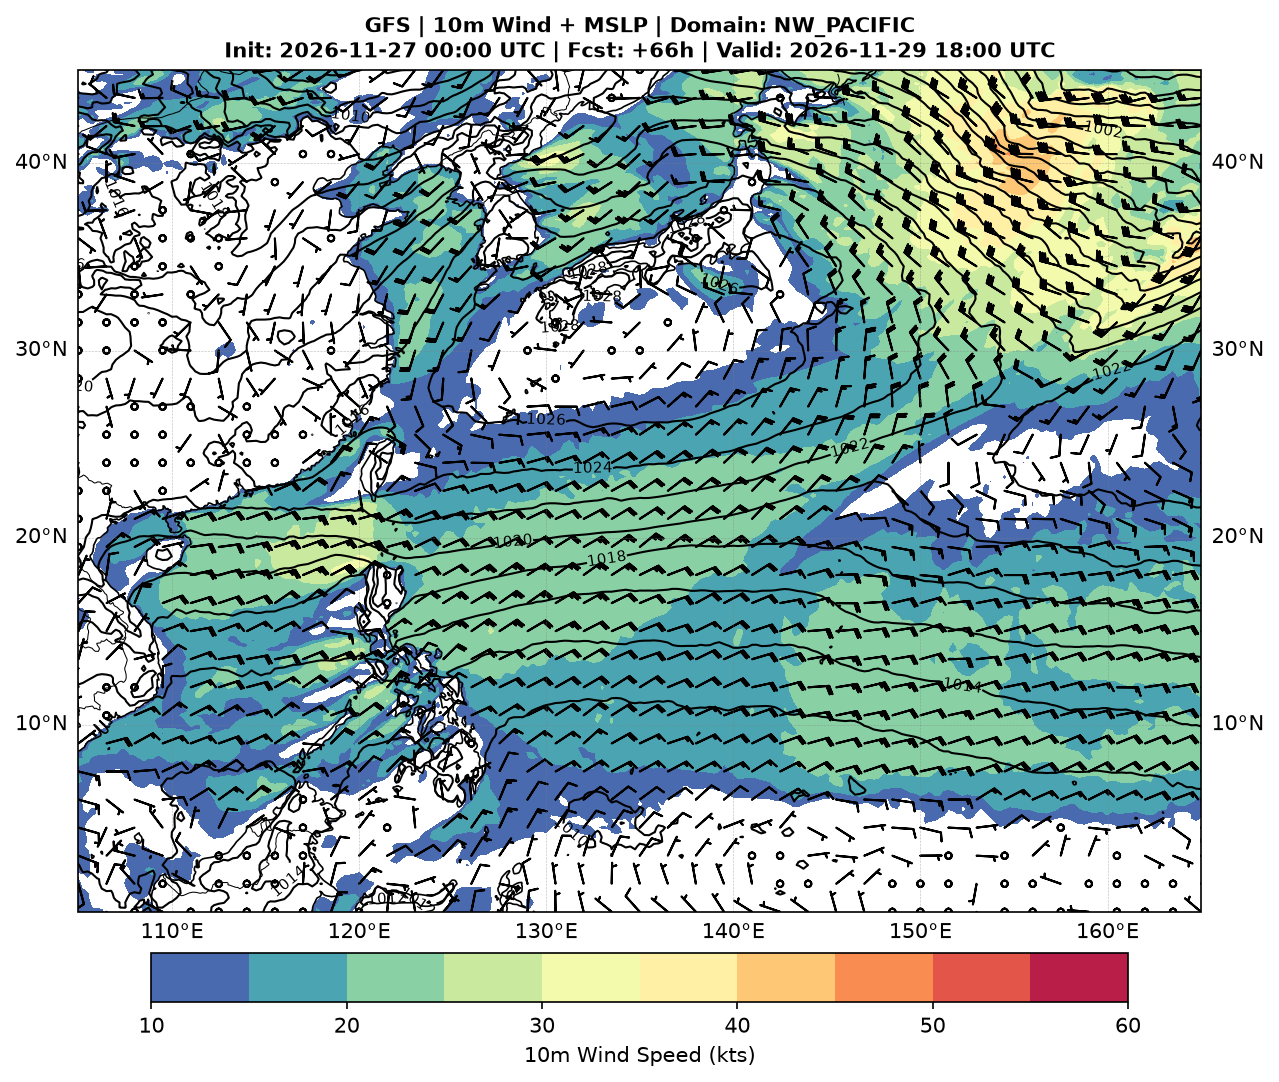 GFS | 10m Wind + MSLP | Domain: NW_PACIFIC
Init: 2026-11-27 00:00 UTC | Fcst: +66h | Valid: 2026-11-29 18:00 UTC
40°N
40°N
30°N
30°N
20°N
20°N
10°N
10°N
1010
1002
1028
1026
1028
1028
1022
1026
1022
1024
1020
1018
1014
1014
1012
110°E 120°E 130°E 140°E 150°E 160°E
10 20 30 40 50 60
10m Wind Speed (kts)